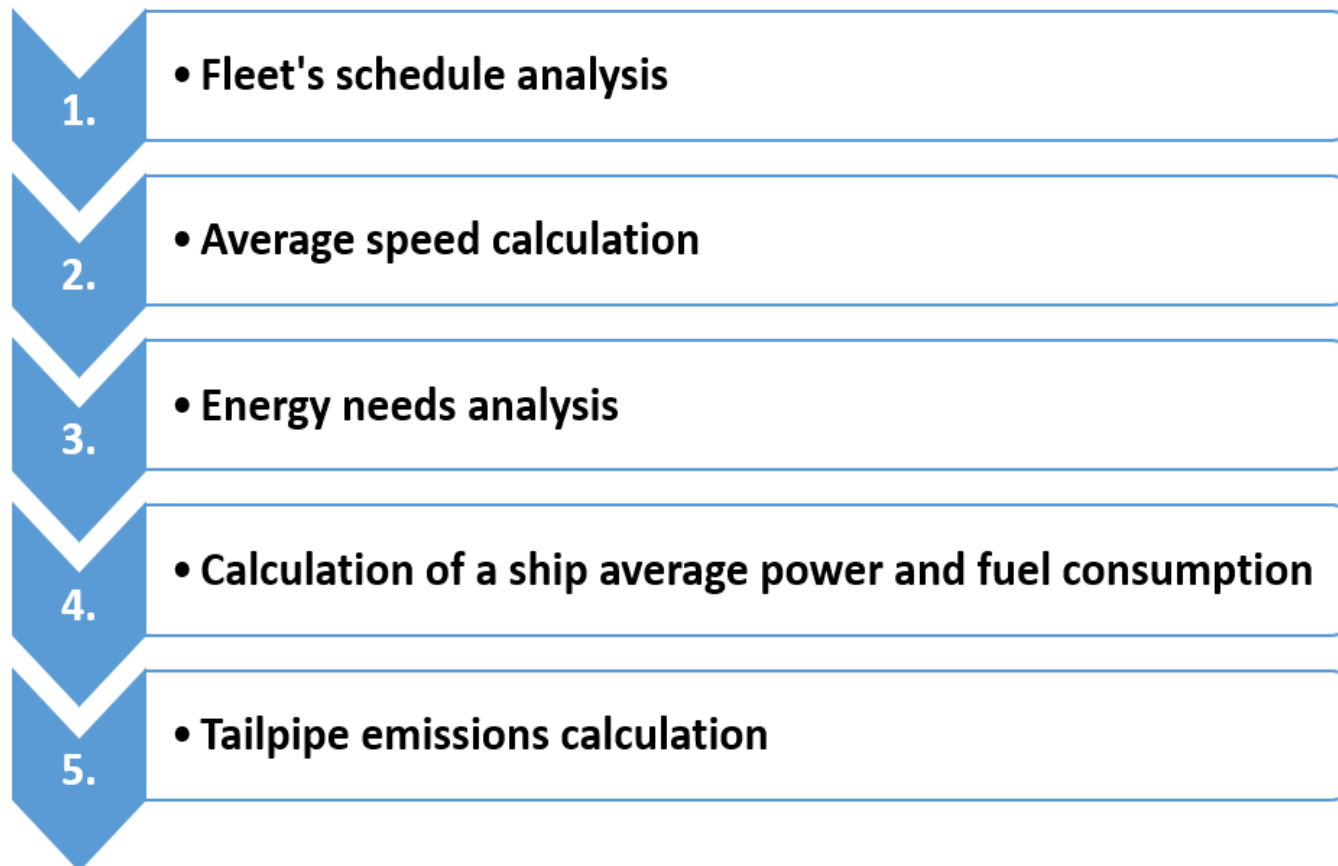 1.
• Fleet's schedule analysis
2.
• Average speed calculation
3.
• Energy needs analysis
4.
• Calculation of a ship average power and fuel consumption
5.
• Tailpipe emissions calculation